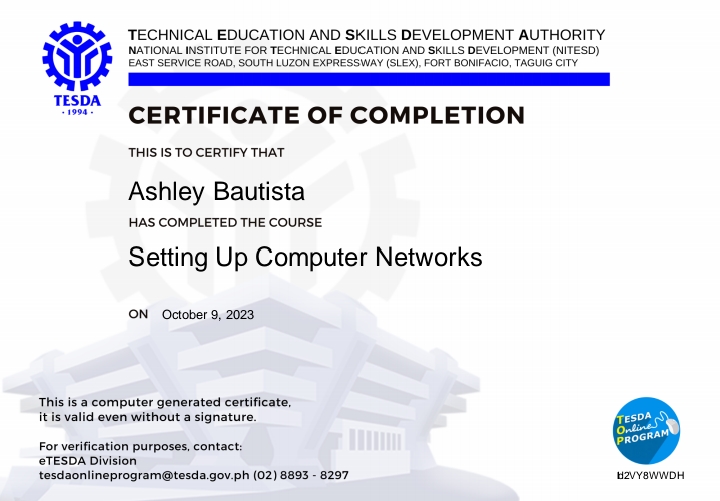 TECHNICAL EDUCATION AND SKILLS DEVELOPMENT AUTHORITY
NATIONAL INSTITUTE FOR TECHNICAL EDUCATION AND SKILLS DEVELOPMENT (NITESD)
EAST SERVICE ROAD, SOUTH LUZON EXPRESSWAY (SLEX), FORT BONIFACIO, TAGUIG CITY
TESDA
· 1994 ·
CERTIFICATE OF COMPLETION
THIS IS TO CERTIFY THAT
Ashley Bautista
HAS COMPLETED THE COURSE
Setting Up Computer Networks
ON October 9, 2023
This is a computer generated certificate,
it is valid even without a signature.
For verification purposes, contact:
eTESDA Division
tesdaonlineprogram@tesda.gov.ph (02) 8893 - 8297
TESDA
Online
PROGRAM